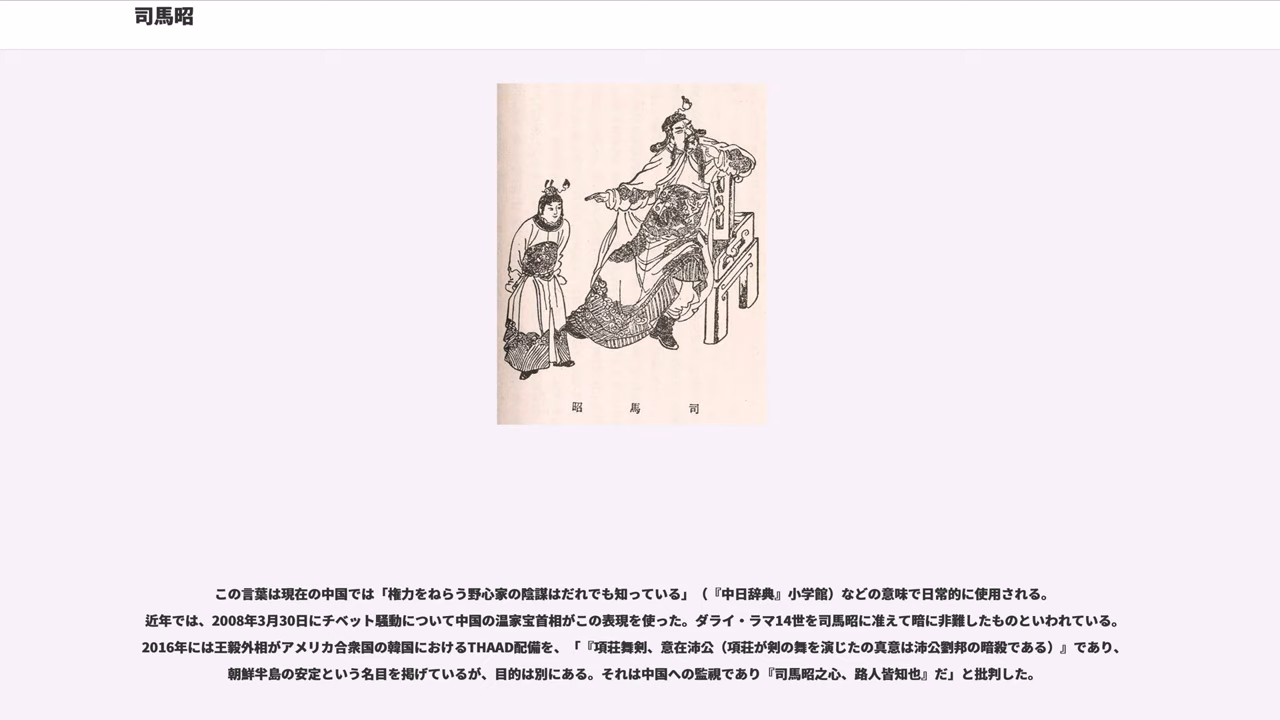 司馬昭
昭馬司
この言葉は現在の中国では「権力をねらう野心家の陰謀はだれでも知っている」（『中日辞典』小学館）などの意味で日常的に使用される。
近年では、2008年3月30日にチベット騒動について中国の温家宝首相がこの表現を使った。ダライ・ラマ14世を司馬昭に准えて暗に非難したものといわれている。
2016年には王毅外相がアメリカ合衆国の韓国におけるTHAAD配備を、「『項荘舞剣、意在沛公（項荘が剣の舞を演じたの真意は沛公劉邦の暗殺である）』であり、
朝鮮半島の安定という名目を掲げているが、目的は別にある。それは中国への監視であり『司馬昭之心、路人皆知也』だ」と批判した。